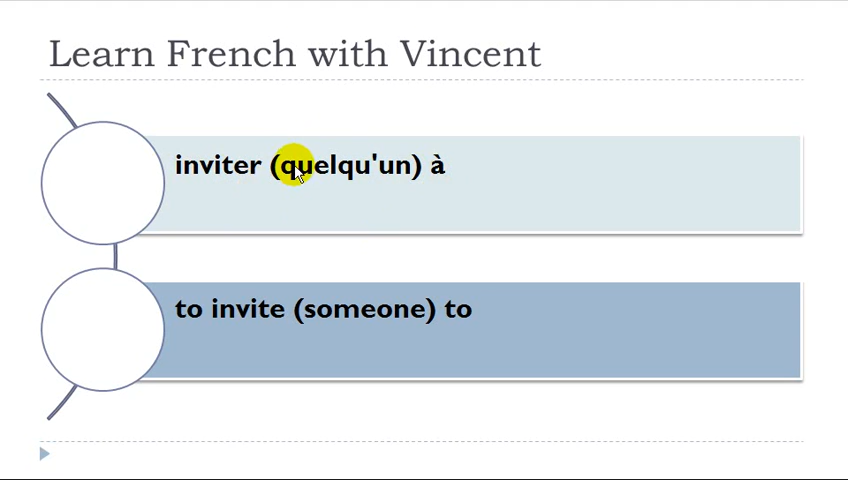 Learn French with Vincent
inviter (quelqu'un) à
to invite (someone) to